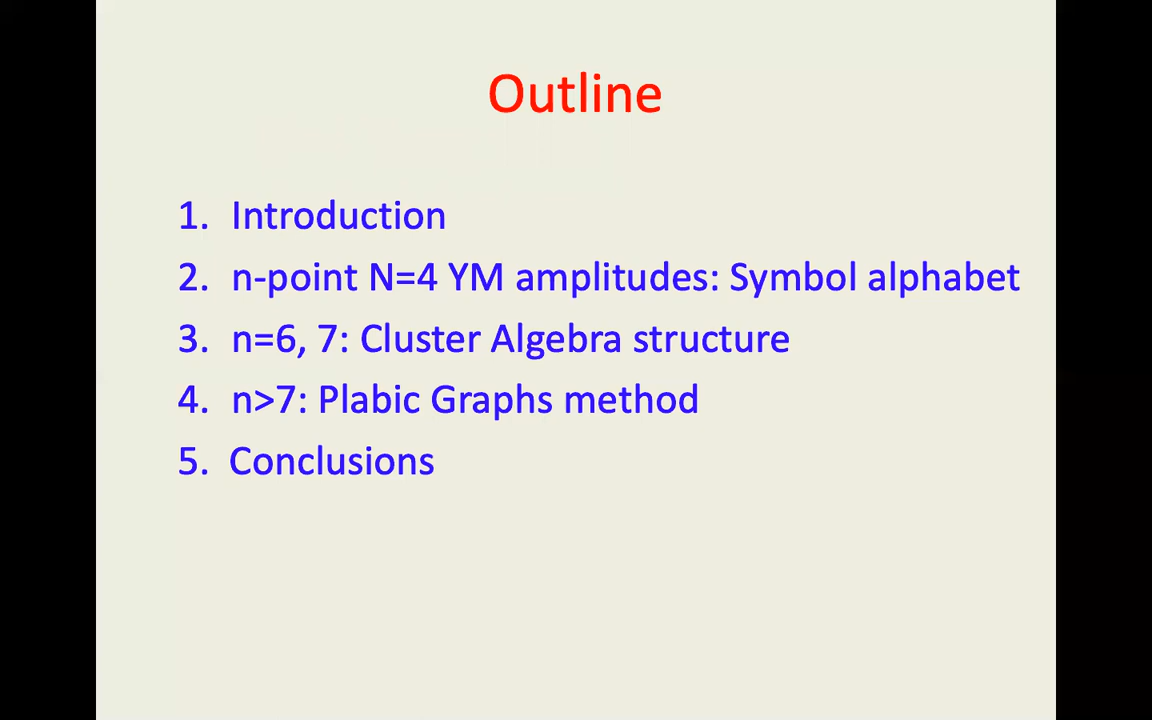 Outline
1. Introduction
2. n-point N=4 YM amplitudes: Symbol alphabet
3. n=6, 7: Cluster Algebra structure
4. n>7: Plabic Graphs method
5. Conclusions